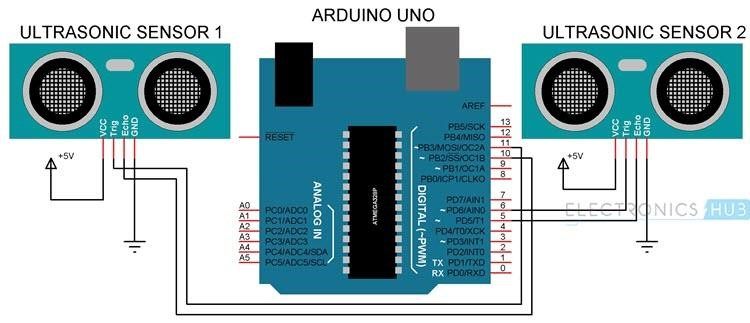 ARDUINO UNO
ULTRASONIC SENSOR 1
ULTRASONIC SENSOR 2
VCC
Trig
Echo
GND
+5V
RESET
A0 PC0/ADC0
A1 PC1/ADC1
A2 PC2/ADC2
A3 PC3/ADC3
A4 PC4/ADC4/SDA
A5 PC5/ADC5/SCL
ANALOG IN
ATMEGA328P
DIGITAL (~PWM)
AREF
PB5/SCK 13
PB4/MISO 12
~ PB3/MOSI/OC2A 11
~ PB2/SS/OC1B 10
~ PB1/OC1A 9
PB0/ICP1/CLKO 8
PD7/AIN1 7
~ PD6/AIN0 6
~ PD5/T1 5
PD4/T0/XCK 4
~ PD3/INT1 3
PD2/INT0 2
TX PD1/TXD 1
RX PD0/RXD 0
VCC
Trig
Echo
GND
+5V
ELECTRONICS HUB